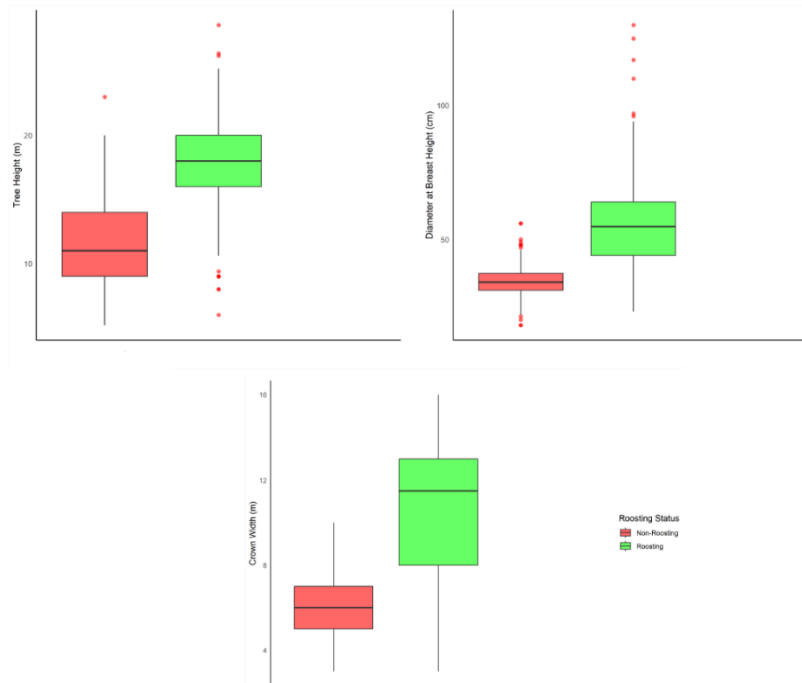 Tree Height (m)
20
10
Diameter at Breast Height (cm)
100
50
Crown Width (m)
16
12
8
4
Roosting Status
Non-Roosting
Roosting